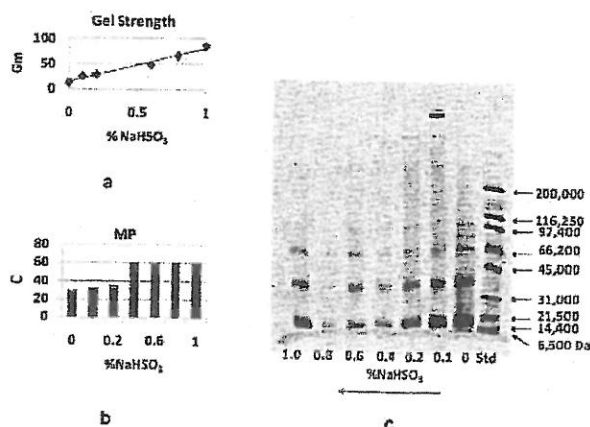 a
Gel Strength
100
50
0
Gm
0 0.5 1
%NaHSO3
a
MP
80
60
40
20
0
C
0 0.2 0.6 1
%NaHSO3
b
200,000
116,250
97,400
66,200
45,000
31,000
21,500
14,400
6,500 Da
1.0 0.8 0.6 0.4 0.2 0.1 0 Std
%NaHSO3
c